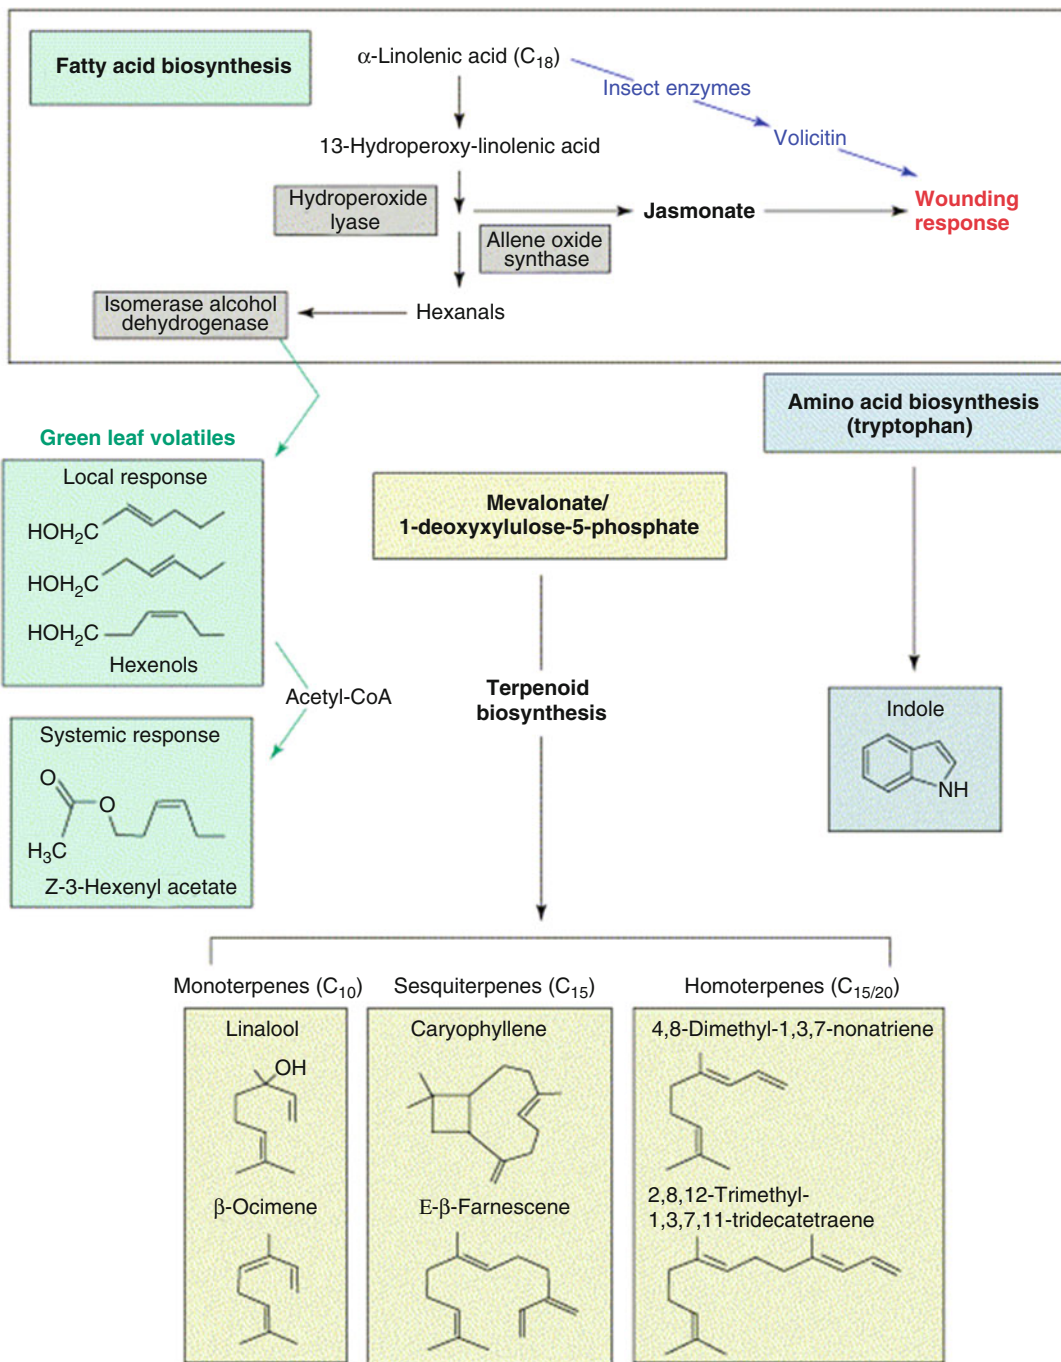 Fatty acid biosynthesis
α-Linolenic acid (C18)
Insect enzymes
Volicitin
13-Hydroperoxy-linolenic acid
Hydroperoxide
lyase
Jasmonate
Wounding
response
Allene oxide
synthase
Isomerase alcohol
dehydrogenase
Hexanals
Amino acid biosynthesis
(tryptophan)
Green leaf volatiles
Local response
HOH2C
HOH2C
HOH2C
Hexenols
Mevalonate/
1-deoxyxylulose-5-phosphate
Acetyl-CoA
Terpenoid
biosynthesis
Indole
NH
Systemic response
O
O
H3C
Z-3-Hexenyl acetate
Monoterpenes (C10)
Sesquiterpenes (C15)
Homoterpenes (C15/20)
Linalool
OH
Caryophyllene
4,8-Dimethyl-1,3,7-nonatriene
β-Ocimene
E-β-Farnescene
2,8,12-Trimethyl-
1,3,7,11-tridecatetraene